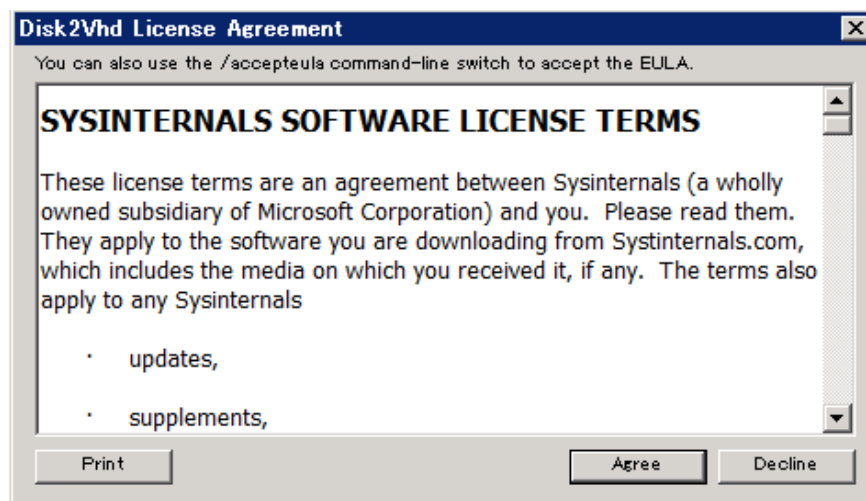 Disk2Vhd License Agreement
You can also use the /accepteula command-line switch to accept the EULA.
SYSINTERNALS SOFTWARE LICENSE TERMS
These license terms are an agreement between Sysinternals (a wholly
owned subsidiary of Microsoft Corporation) and you.  Please read them.
They apply to the software you are downloading from Systinternals.com,
which includes the media on which you received it, if any.  The terms also
apply to any Sysinternals
· updates,
· supplements,
Print Agree Decline